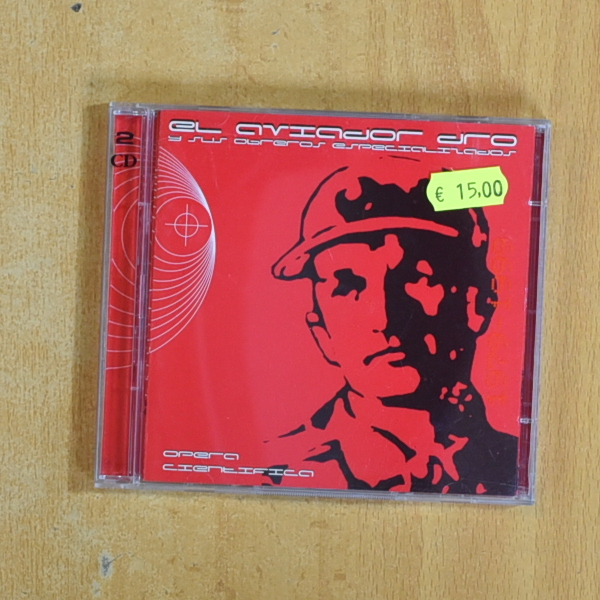 2
CD
EL AVIADOR DRO
Y SUS OBREROS ESPECIALIZADOS
€ 15,00
OPERA
CIENTIFICA